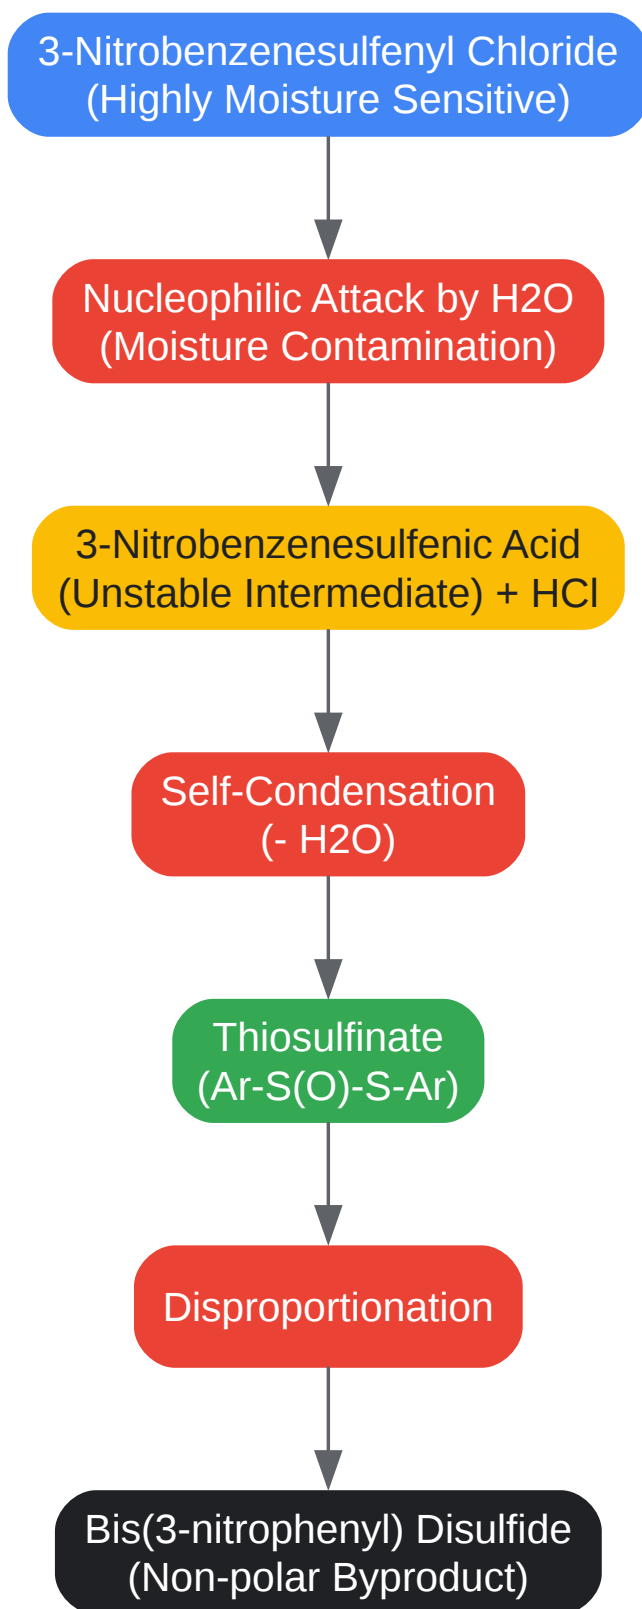 3-Nitrobenzenesulfenyl Chloride
(Highly Moisture Sensitive)
Nucleophilic Attack by H2O
(Moisture Contamination)
3-Nitrobenzenesulfenic Acid
(Unstable Intermediate) + HCl
Self-Condensation
(- H2O)
Thiosulfinate
(Ar-S(O)-S-Ar)
Disproportionation
Bis(3-nitrophenyl) Disulfide
(Non-polar Byproduct)